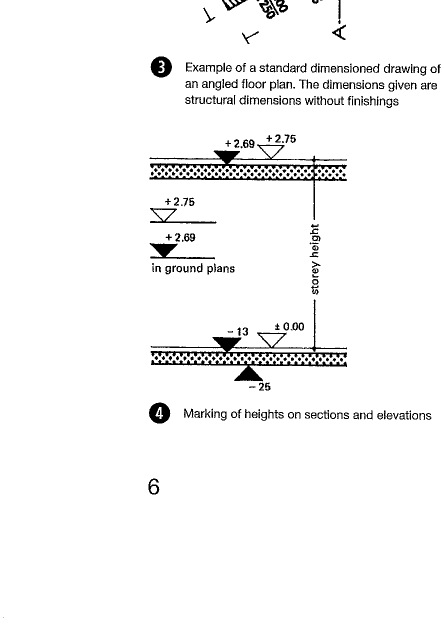 A
3 Example of a standard dimensioned drawing of
an angled floor plan. The dimensions given are
structural dimensions without finishings
+ 2.69 + 2.75
+ 2.75
+ 2.69
in ground plans
storey height
- 13 ± 0.00
- 25
4 Marking of heights on sections and elevations
6